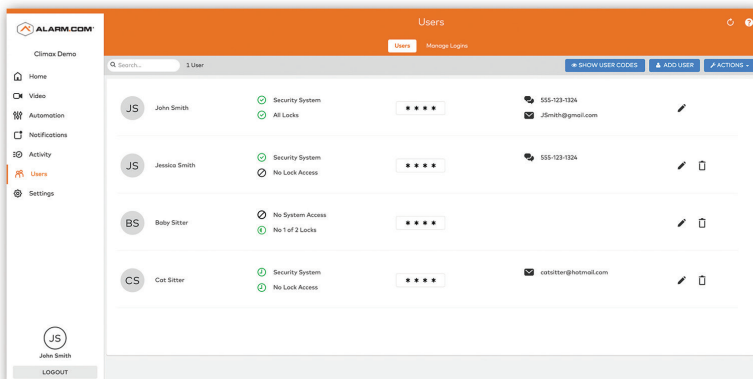 ALARM.COM
Users
Users Manage Logins
Climax Demo
Search...
1 User
SHOW USER CODES
ADD USER
ACTIONS
Home
Video
Automation
Notifications
Activity
Users
Settings
JS
John Smith
Security System
All Locks
* * * *
555-123-1324
JSmith@gmail.com
JS
Jessica Smith
Security System
No Lock Access
* * * *
555-123-1324
BS
Baby Sitter
No System Access
No 1 of 2 Locks
* * * *
CS
Cat Sitter
Security System
No Lock Access
* * * *
catsitter@hotmail.com
JS
John Smith
LOGOUT